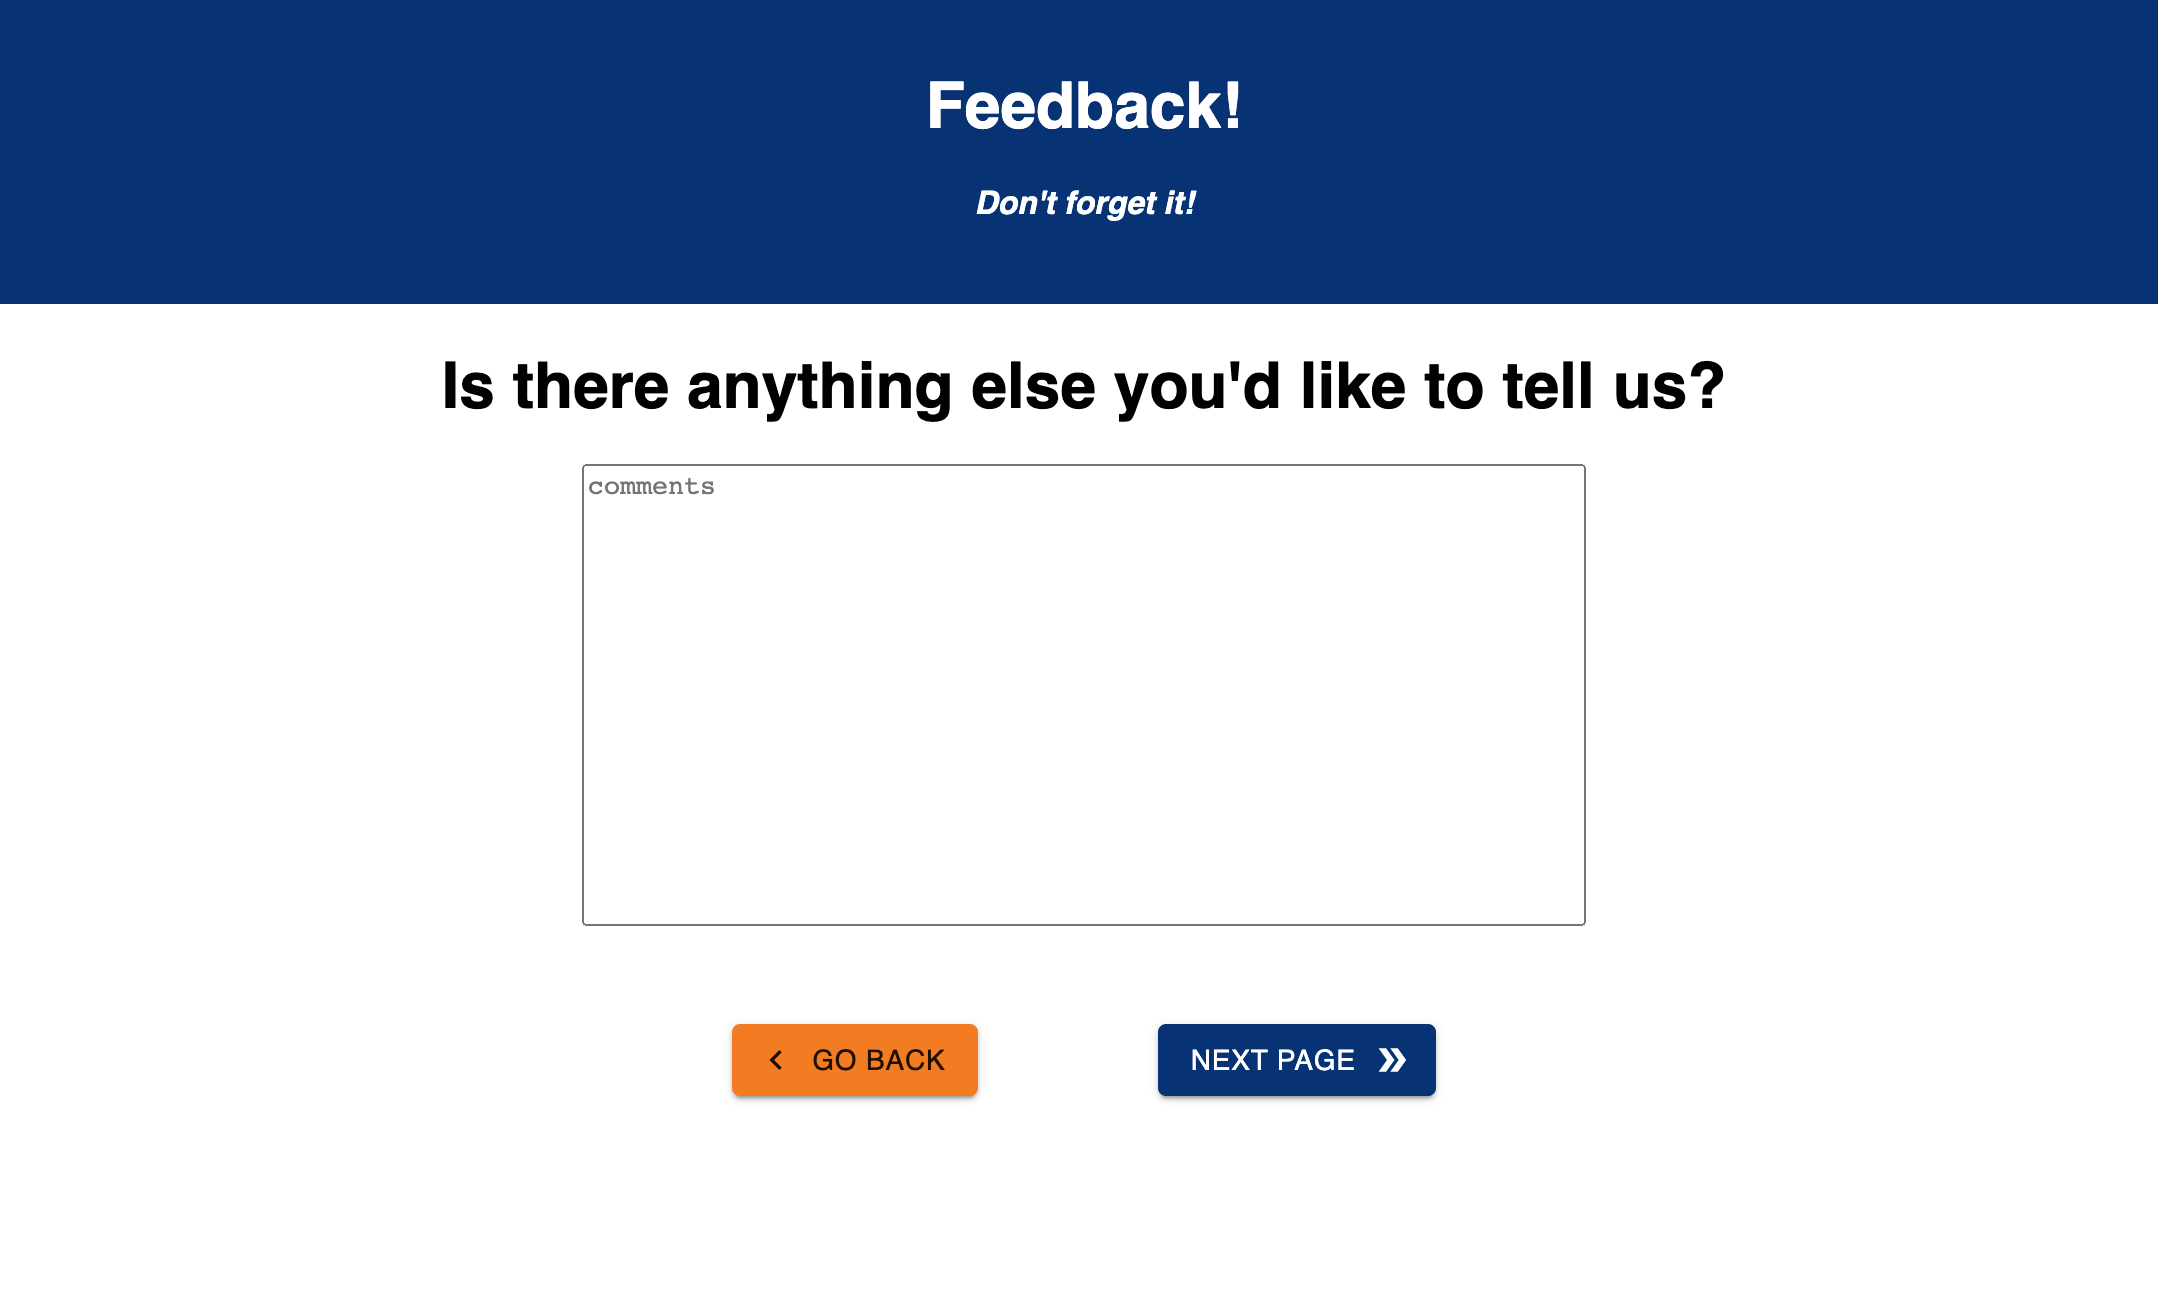 Feedback!
Don't forget it!
Is there anything else you'd like to tell us?
comments
GO BACK
NEXT PAGE